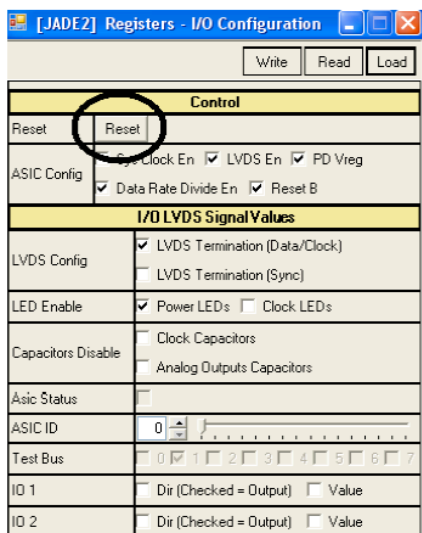 [JADE2] Registers - I/O Configuration
Write Read Load
Control
Reset Reset
ASIC Config Sys Clock En LVDS En PD Vreg
Data Rate Divide En Reset B
I/O LVDS Signal Values
LVDS Config LVDS Termination (Data/Clock)
LVDS Termination (Sync)
LED Enable Power LEDs Clock LEDs
Capacitors Disable Clock Capacitors
Analog Outputs Capacitors
Asic Status
ASIC ID 0
Test Bus 0 1 2 3 4 5 6 7
IO 1 Dir (Checked = Output) Value
IO 2 Dir (Checked = Output) Value